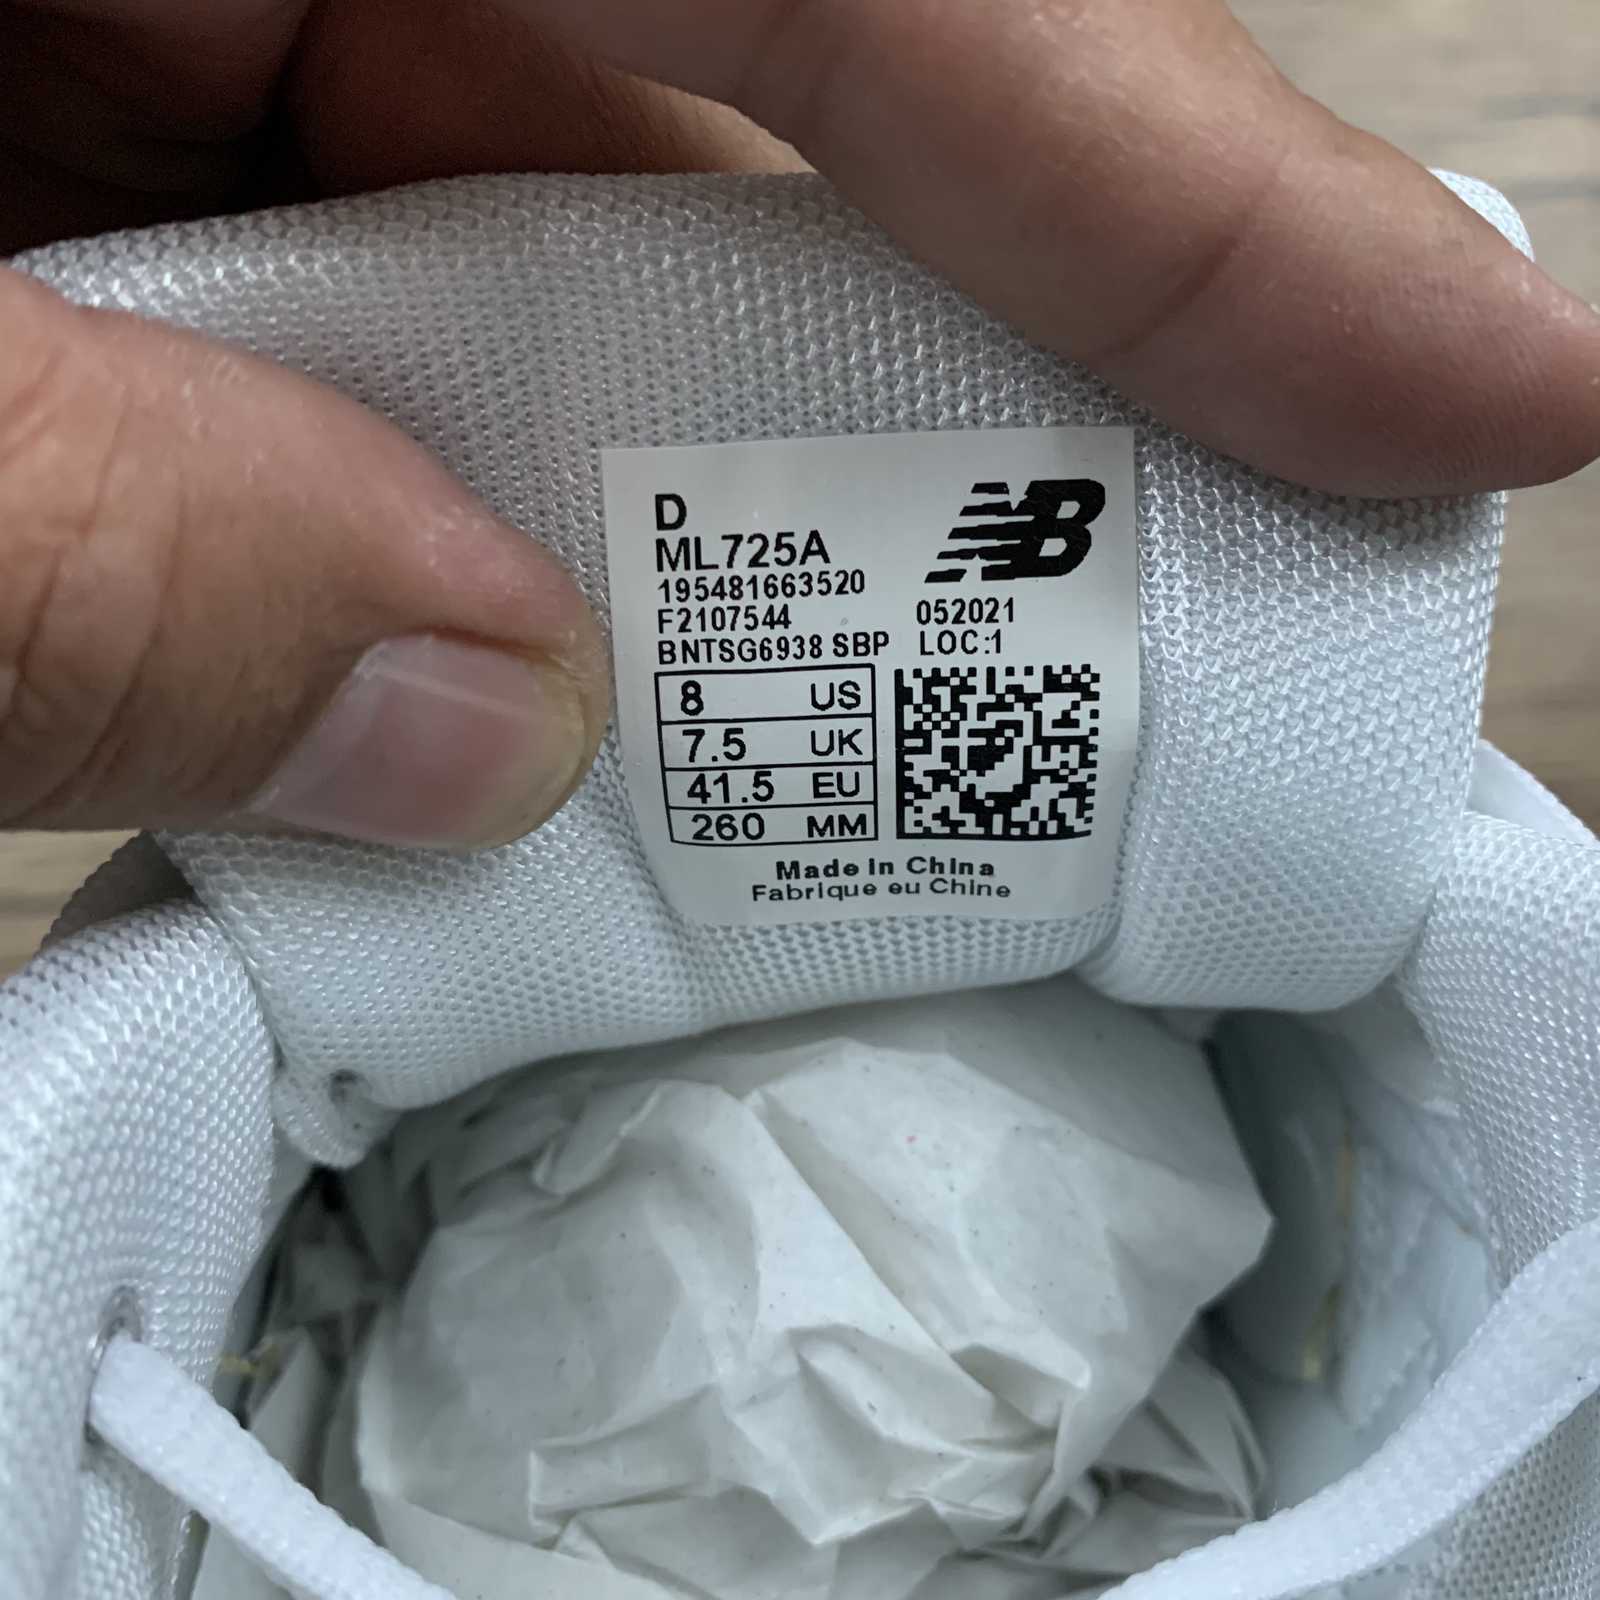 D
ML725A
195481663520
F2107544 052021
BNTSG6938 SBP LOC:1
8 US
7.5 UK
41.5 EU
260 MM
Made In China
Fabrique eu Chine
NB